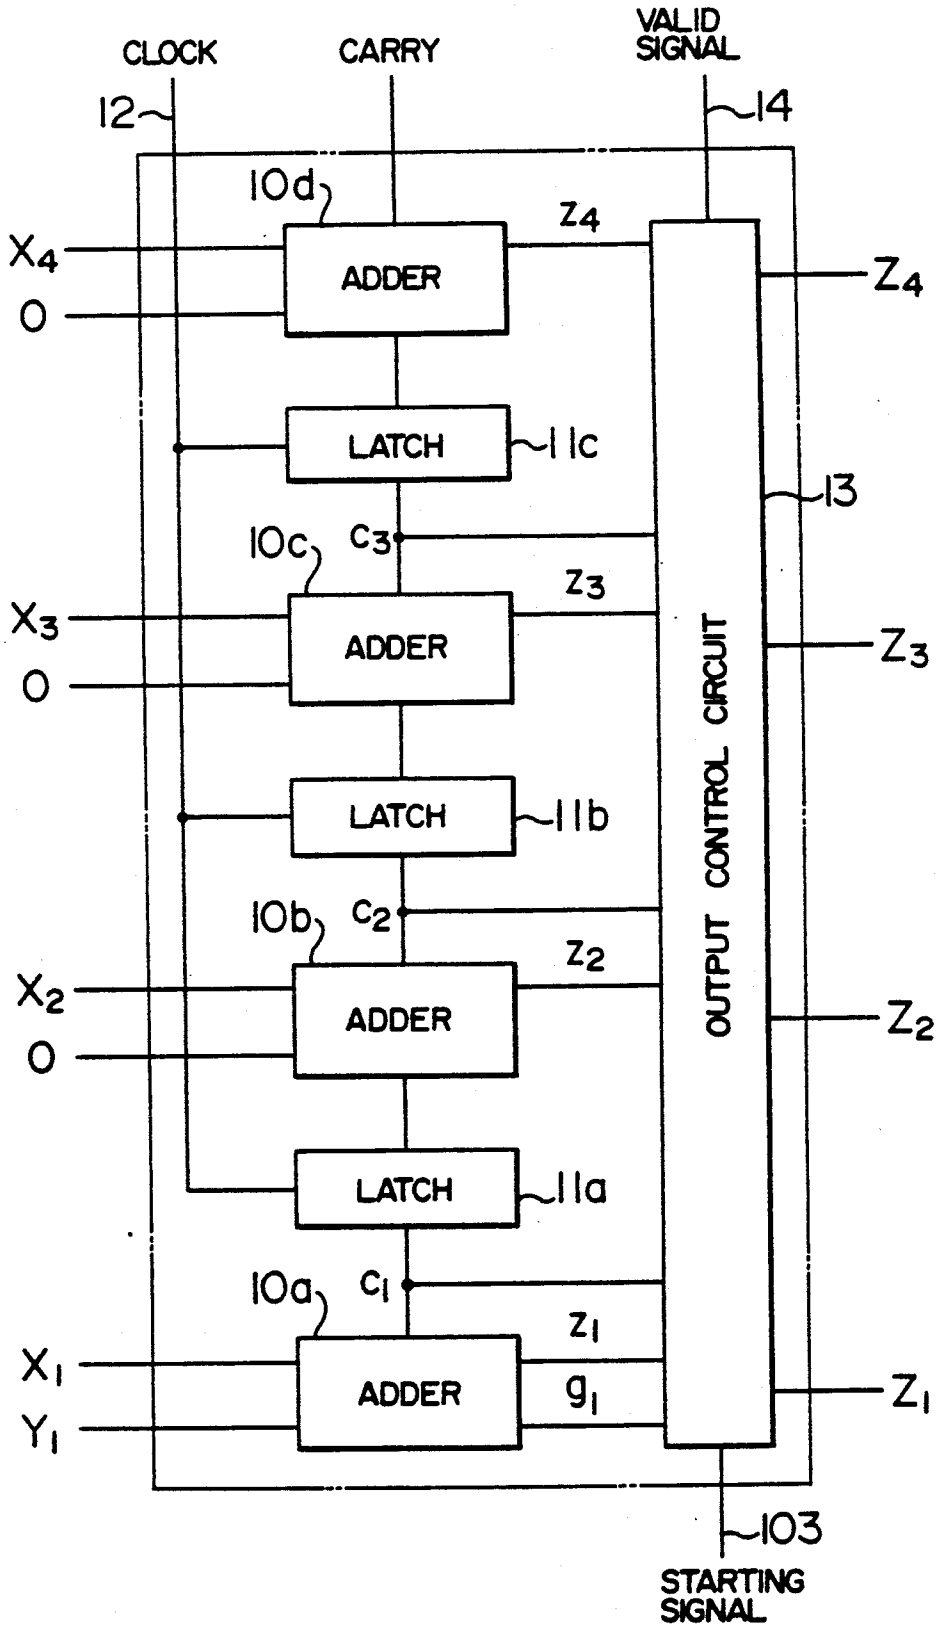 CLOCK
CARRY
VALID
SIGNAL
12
14
10d
z4
X4
ADDER
Z4
0
LATCH
11c
13
c3
10c
z3
X3
ADDER
Z3
0
LATCH
11b
OUTPUT CONTROL CIRCUIT
c2
10b
z2
X2
ADDER
Z2
0
LATCH
11a
c1
10a
z1
X1
ADDER
g1
Z1
Y1
103
STARTING
SIGNAL